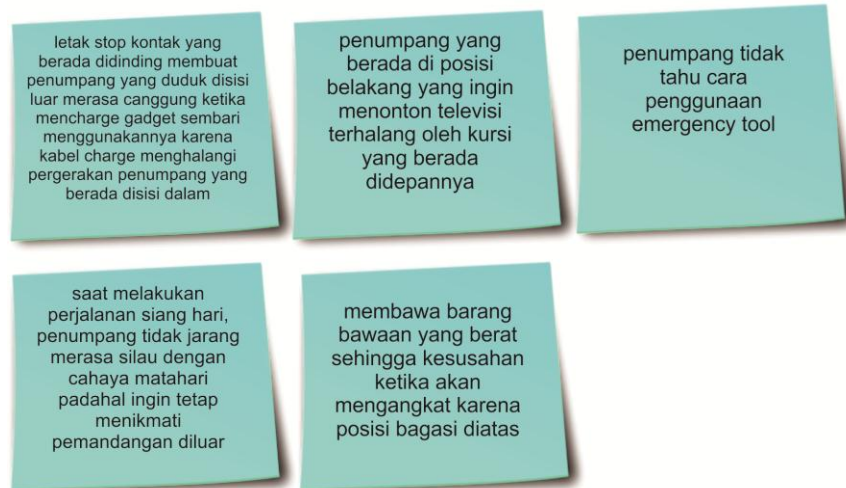 letak stop kontak yang
berada didinding membuat
penumpang yang duduk disisi
luar merasa canggung ketika
mencharge gadget sembari
menggunakannya karena
kabel charge menghalangi
pergerakan penumpang yang
berada disisi dalam
penumpang yang
berada di posisi
belakang yang ingin
menonton televisi
terhalang oleh kursi
yang berada
didepannya
penumpang tidak
tahu cara
penggunaan
emergency tool
saat melakukan
perjalanan siang hari,
penumpang tidak jarang
merasa silau dengan
cahaya matahari
padahal ingin tetap
menikmati
pemandangan diluar
membawa barang
bawaan yang berat
sehingga kesusahan
ketika akan
mengangkat karena
posisi bagasi diatas